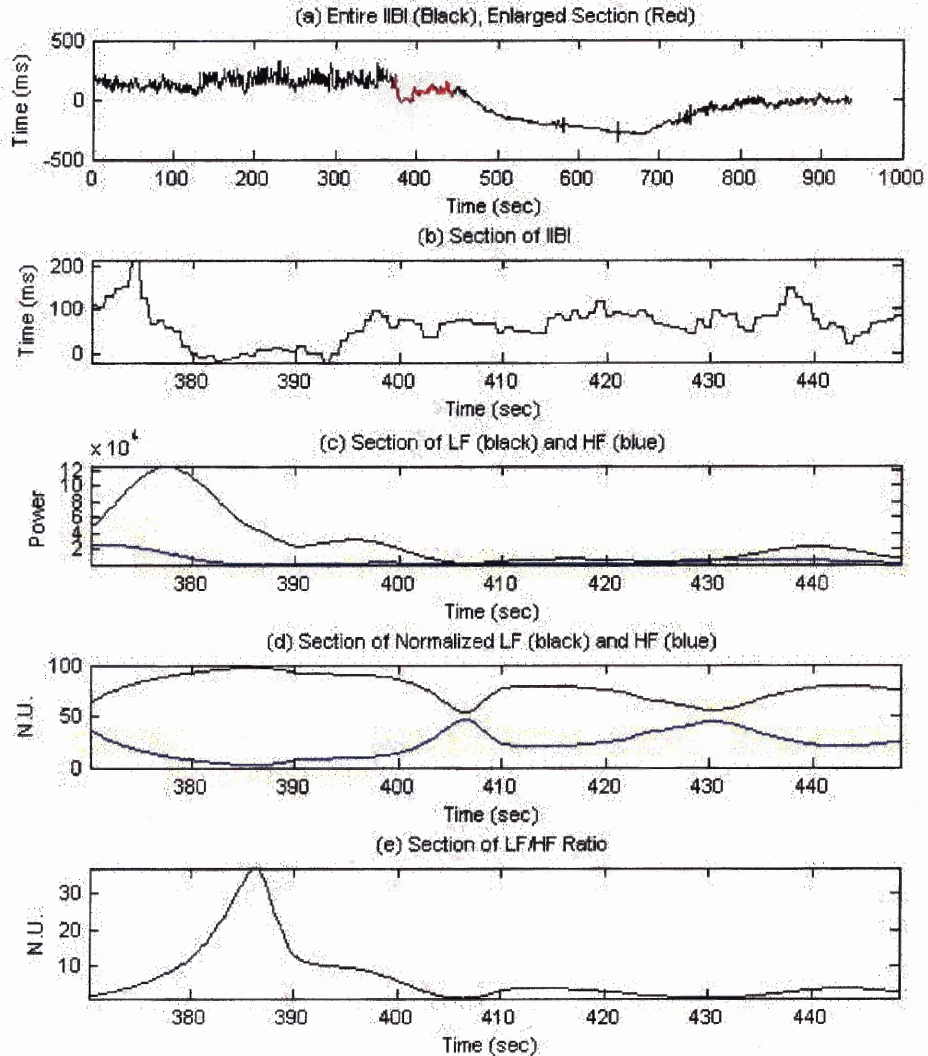 (a) Entire IIBI (Black), Enlarged Section (Red)
500
0
-500
Time (ms)
0 100 200 300 400 500 600 700 800 900 1000
Time (sec)
(b) Section of IIBI
200
100
0
Time (ms)
380 390 400 410 420 430 440
Time (sec)
(c) Section of LF (black) and HF (blue)
x 10
12
10
8
6
4
2
Power
380 390 400 410 420 430 440
Time (sec)
(d) Section of Normalized LF (black) and HF (blue)
100
50
0
N.U.
380 390 400 410 420 430 440
Time (sec)
(e) Section of LF/HF Ratio
30
20
10
N.U.
380 390 400 410 420 430 440
Time (sec)